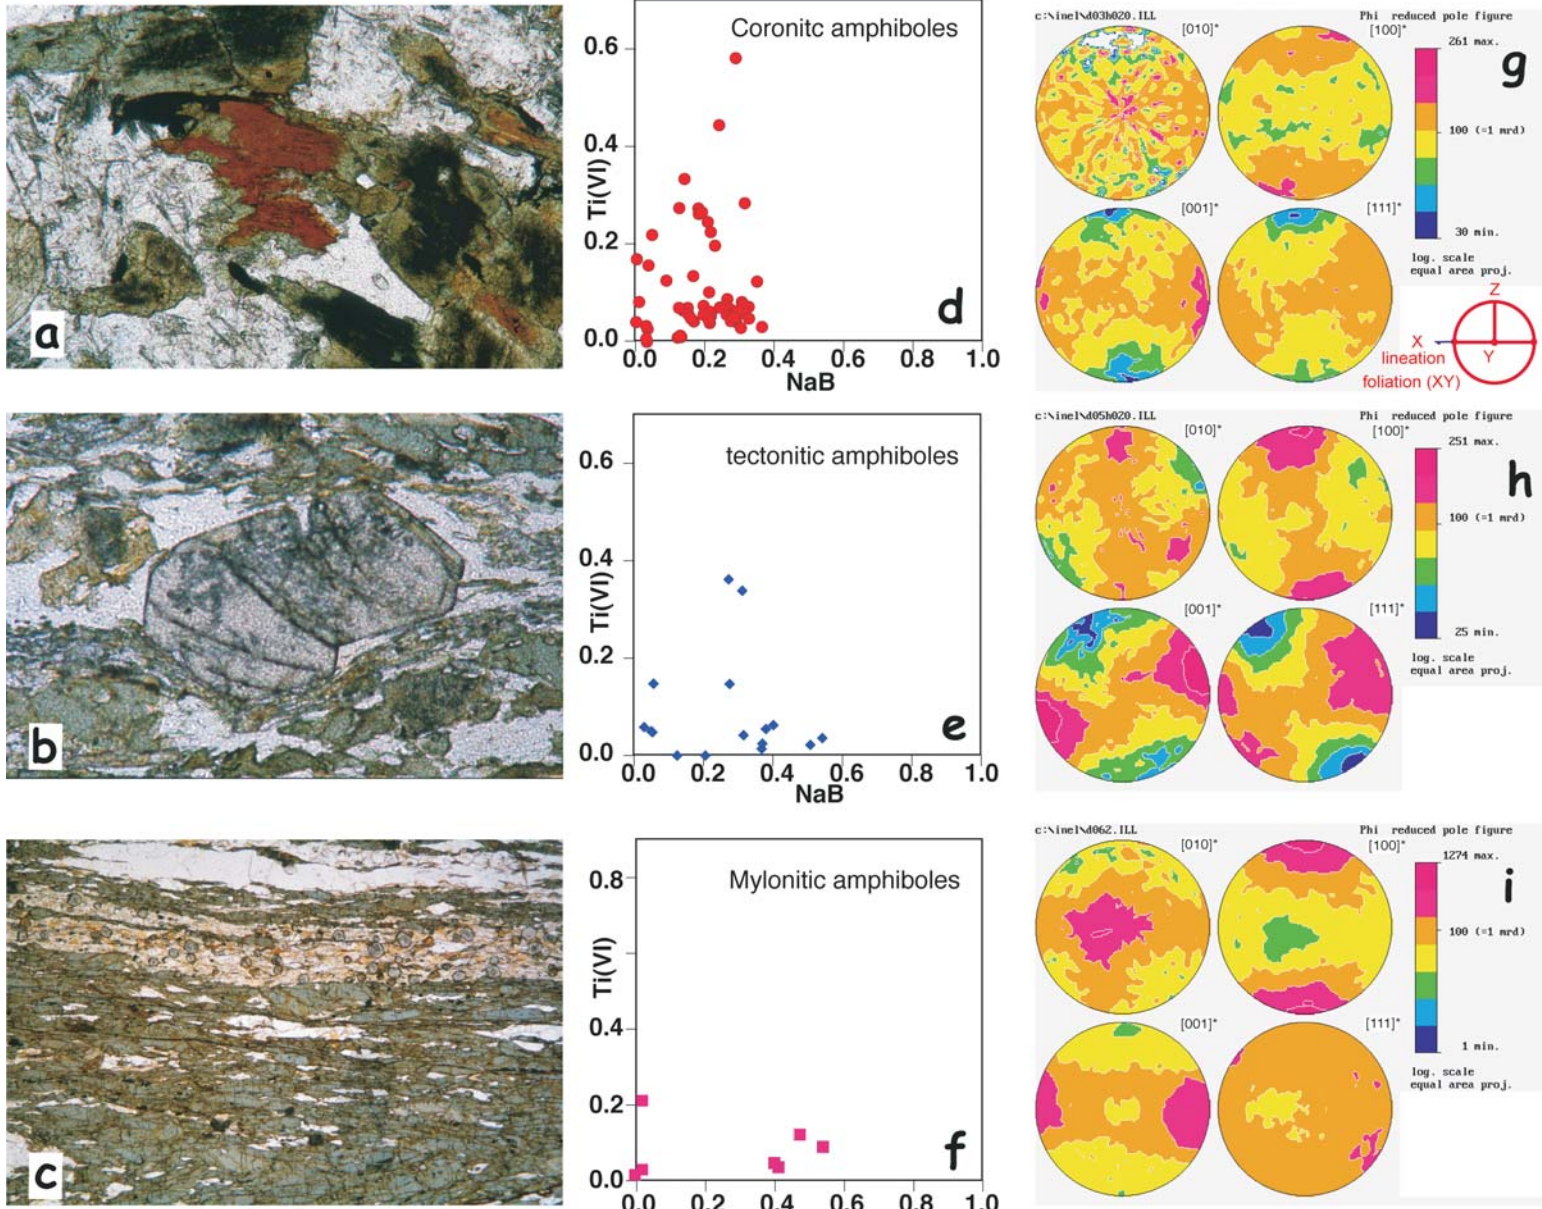 a
Coronitc amphiboles
0.6
0.4
0.2
0.0
Ti(VI)
d
0.0 0.2 0.4 0.6 0.8 1.0
NaB
c:\inel\d03h020.ILL
Phi reduced pole figure
[010]*
[100]*
261 max.
g
100 (=1 mrd)
[001]*
[111]*
30 min.
log. scale
equal area proj.
Z
X
Y
lineation
foliation (XY)
b
tectonitic amphiboles
0.6
0.4
0.2
0.0
Ti(VI)
e
0.0 0.2 0.4 0.6 0.8 1.0
NaB
c:\inel\d05h020.ILL
Phi reduced pole figure
[010]*
[100]*
251 max.
h
100 (=1 mrd)
[001]*
[111]*
25 min.
log. scale
equal area proj.
c
Mylonitic amphiboles
0.8
0.4
0.2
0.0
Ti(VI)
f
0.0 0.2 0.4 0.6 0.8 1.0
c:\inel\d062.ILL
Phi reduced pole figure
[010]*
[100]*
1274 max.
i
100 (=1 mrd)
[001]*
[111]*
1 min.
log. scale
equal area proj.